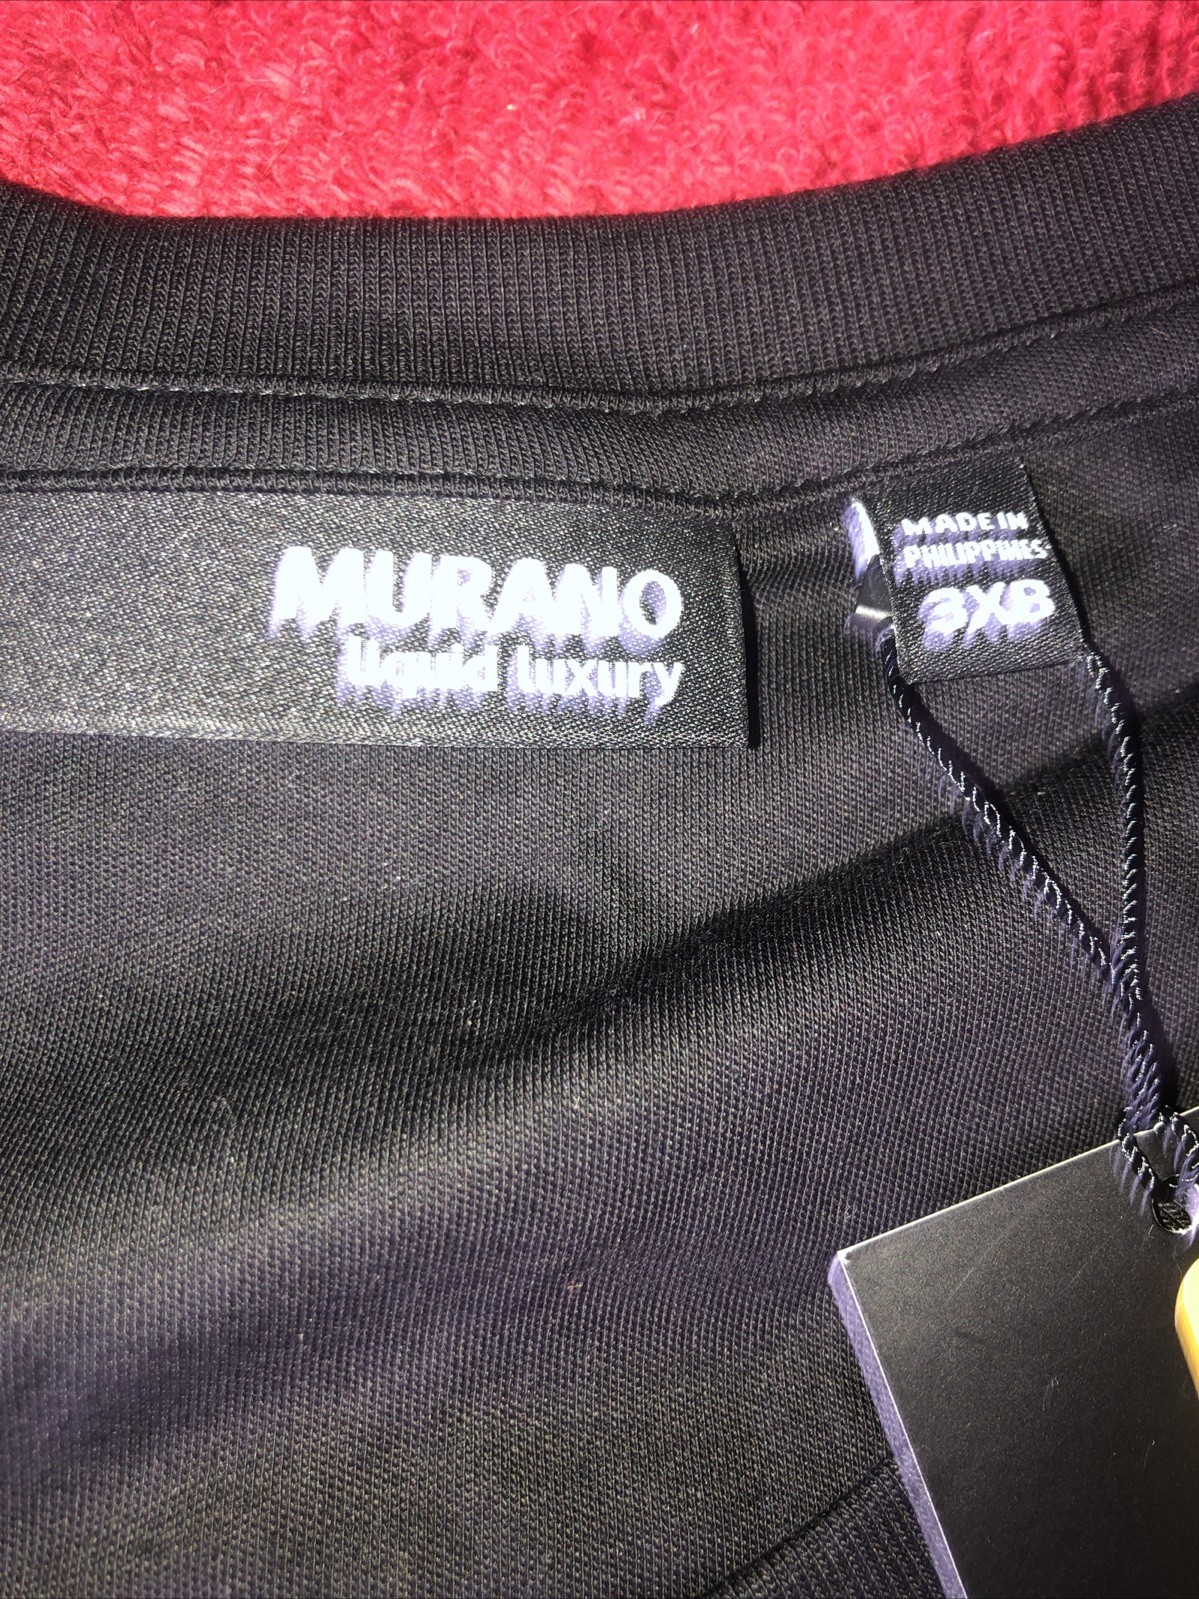 MURANO
Liquid Luxury
MADE IN
PHILIPPINES
3XB